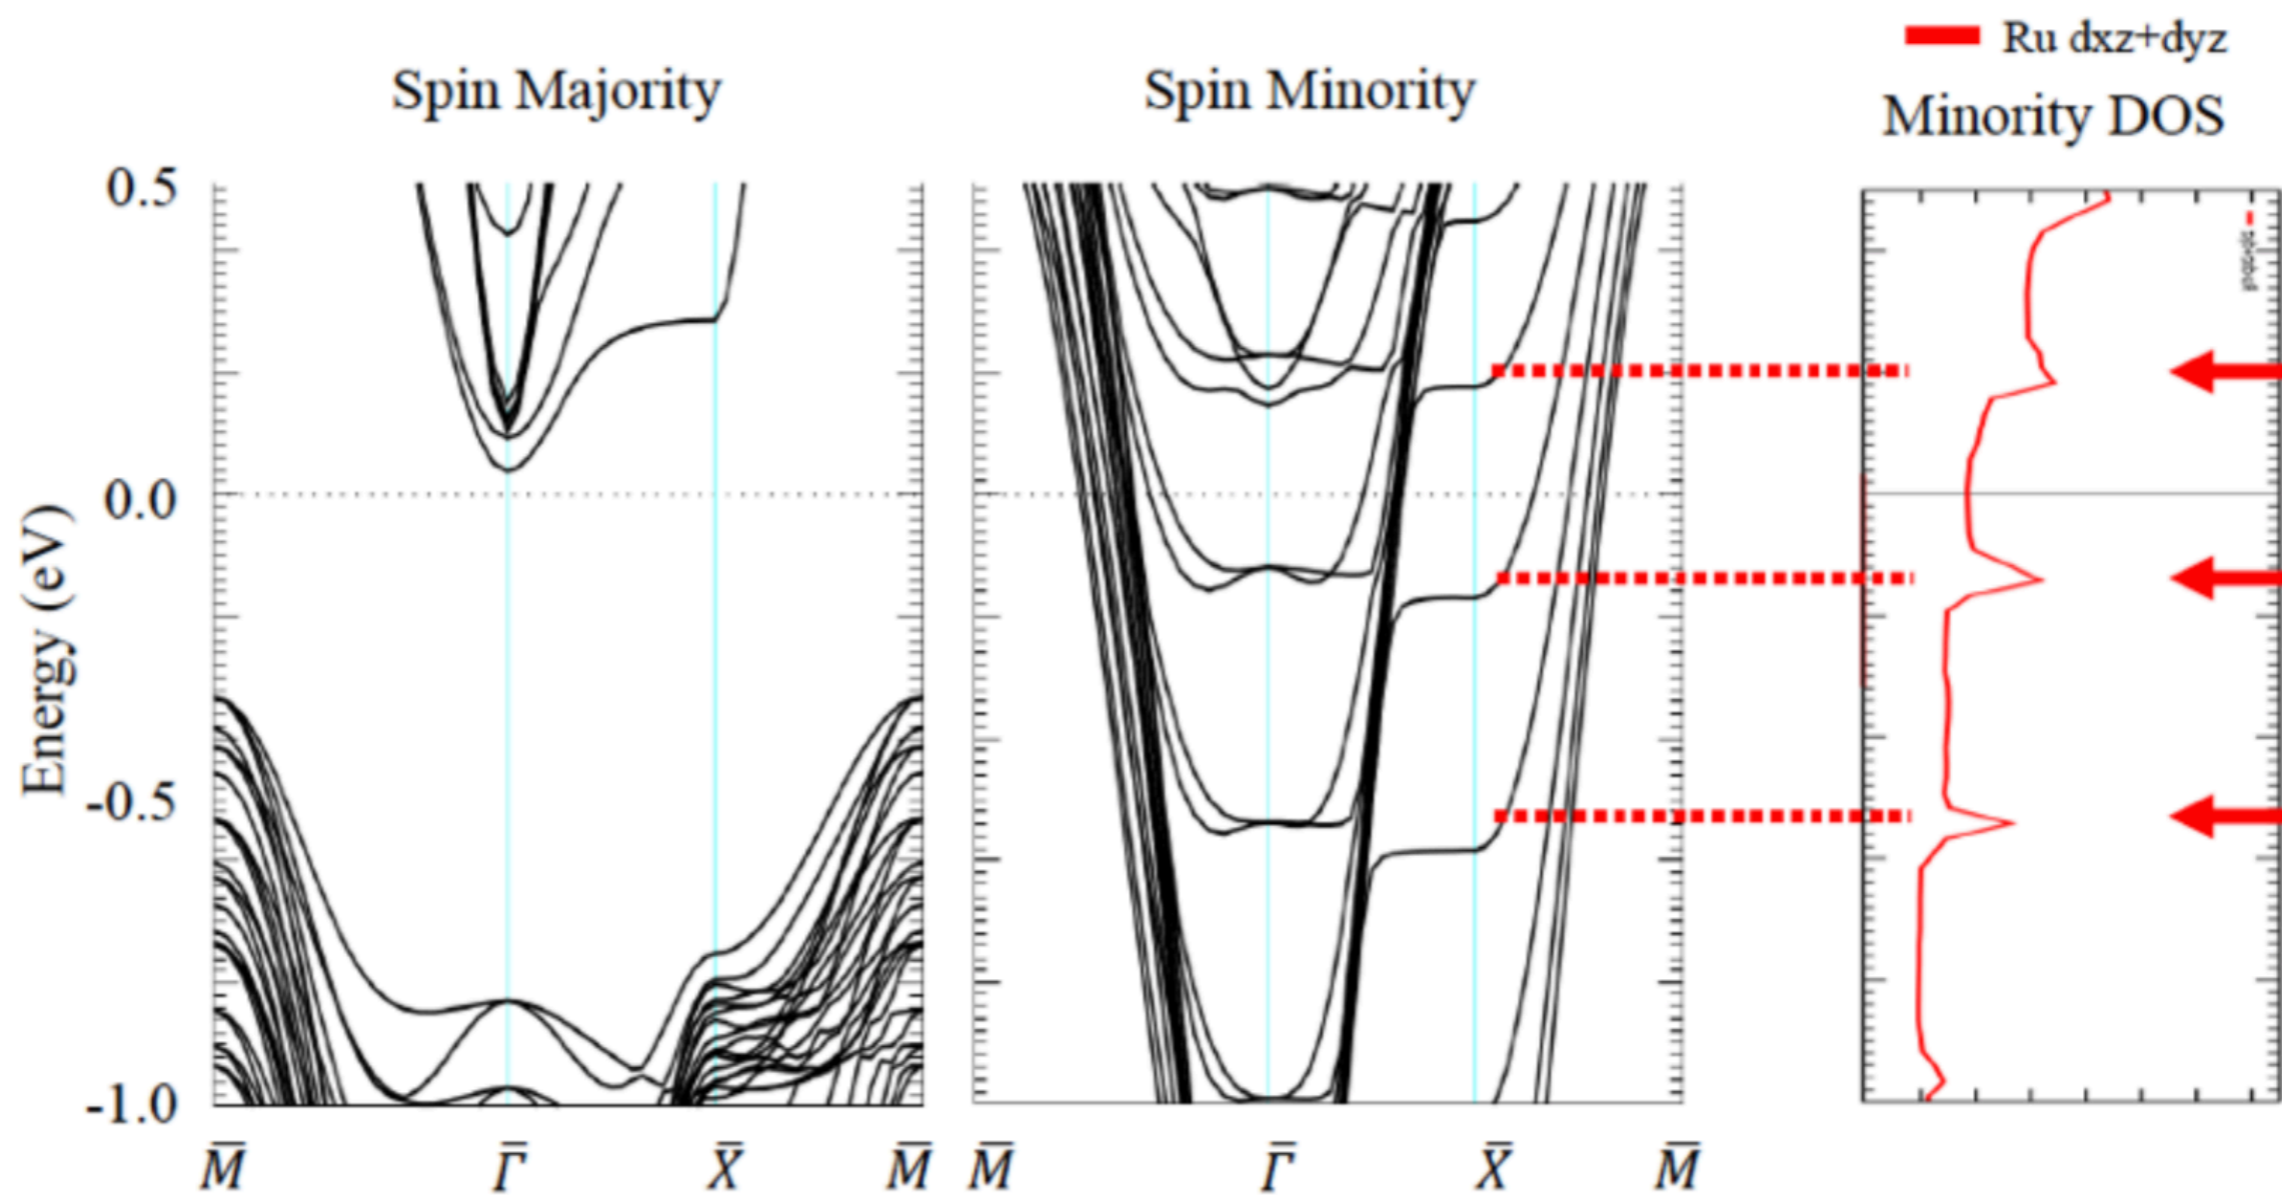 Ru dxz+dyz
Spin Majority
Spin Minority
Minority DOS
Energy (eV)
0.5
0.0
-0.5
-1.0
M̅ Γ̅ X̅ M̅ M̅ Γ̅ X̅ M̅